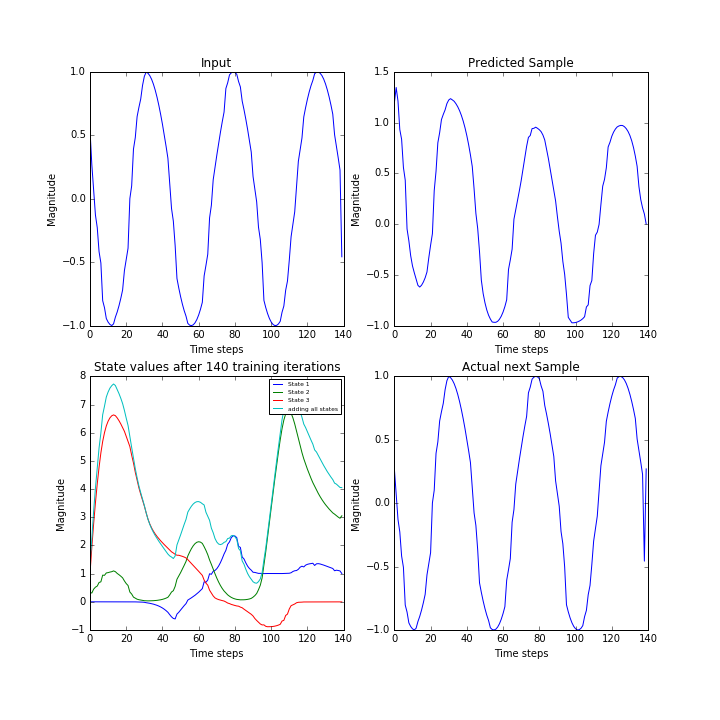 Input
1.0
0.5
0.0
−0.5
−1.0
Magnitude
0 20 40 60 80 100 120 140
Time steps
Predicted Sample
1.5
1.0
0.5
0.0
−0.5
−1.0
Magnitude
0 20 40 60 80 100 120 140
Time steps
State values after 140 training iterations
8
7
6
5
4
3
2
1
0
−1
Magnitude
State 1
State 2
State 3
adding all states
0 20 40 60 80 100 120 140
Time steps
Actual next Sample
1.0
0.5
0.0
−0.5
−1.0
Magnitude
0 20 40 60 80 100 120 140
Time steps